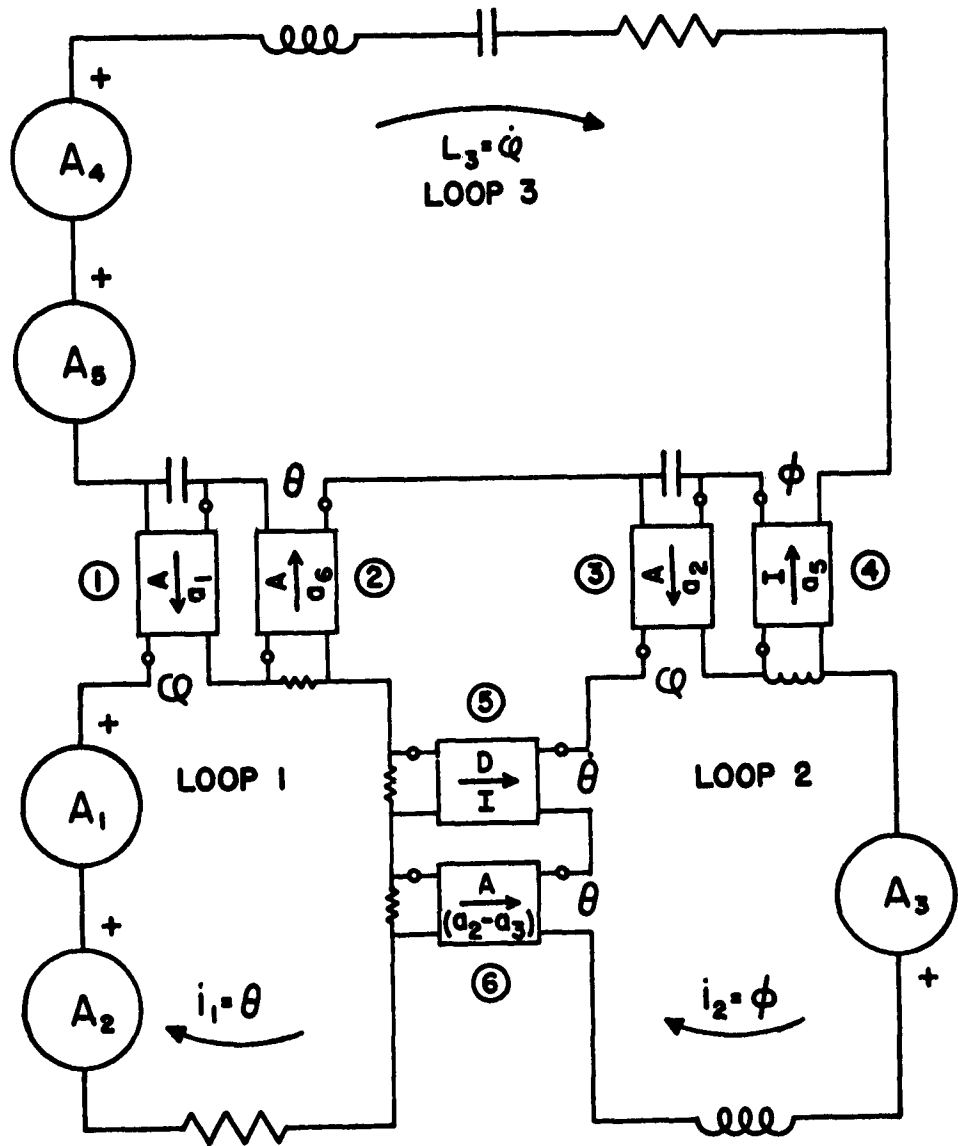 +
A₄
L₃=φ̇
LOOP 3
+
A₅
θ
ϕ
①
A
a₁
A
a₆
②
③
A
a₂
I
a₅
④
φ
φ
+
⑤
LOOP 1
D
I
θ̇
LOOP 2
A₁
A
(a₂-a₃)
θ
A₃
+
⑥
+
A₂
i₁=θ
i₂=ϕ